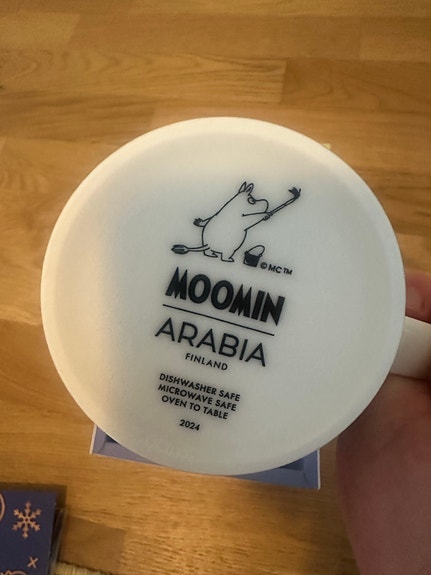 © MC™
MOOMIN
ARABIA
FINLAND
DISHWASHER SAFE
MICROWAVE SAFE
OVEN TO TABLE
2024